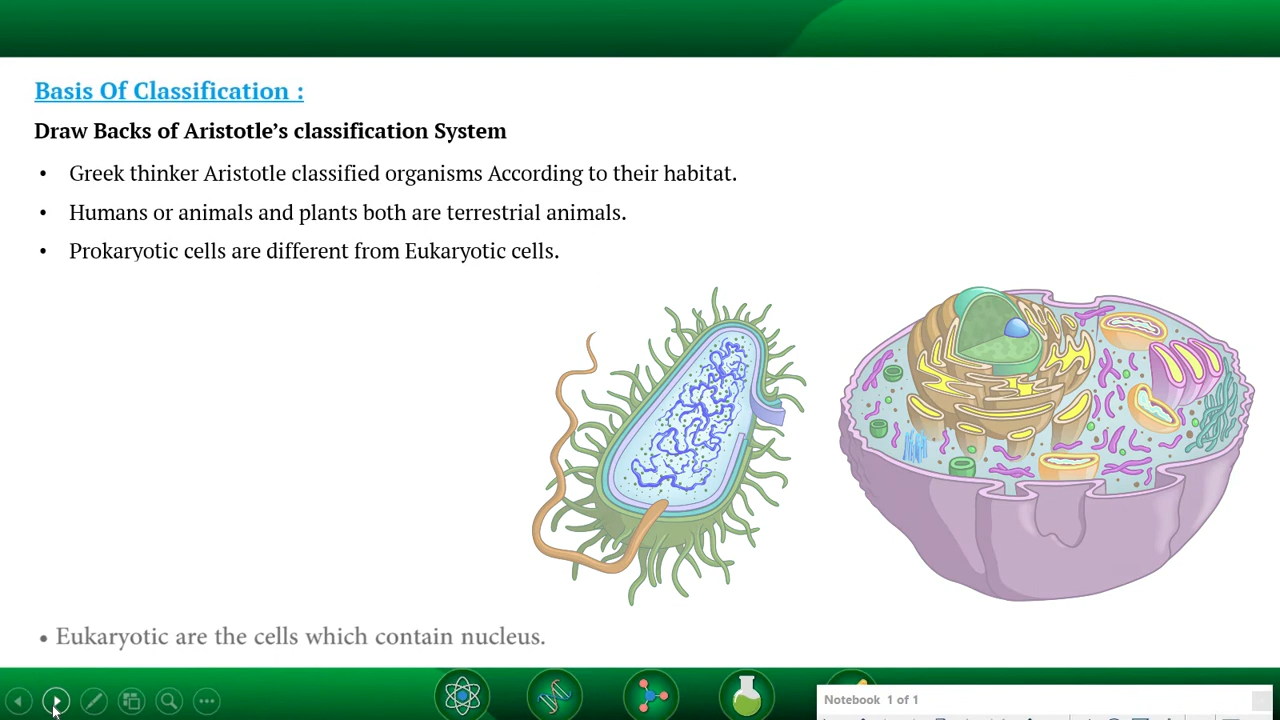 Basis Of Classification :
Draw Backs of Aristotle’s classification System
• Greek thinker Aristotle classified organisms According to their habitat.
• Humans or animals and plants both are terrestrial animals.
• Prokaryotic cells are different from Eukaryotic cells.
• Eukaryotic are the cells which contain nucleus.
Notebook 1 of 1